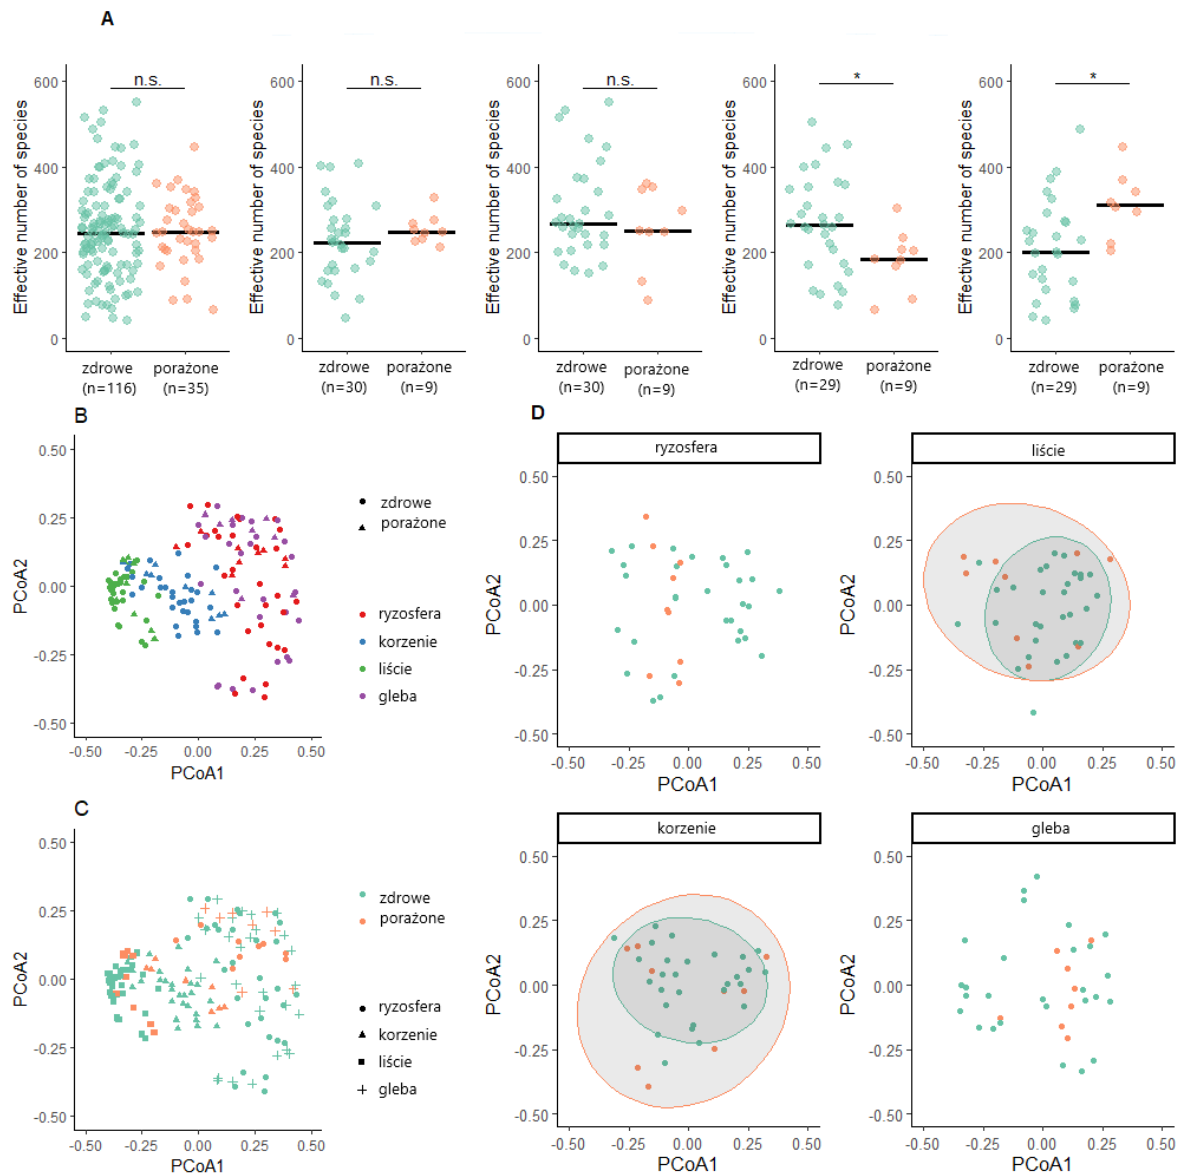 A
Effective number of species
600
400
200
0
n.s.
zdrowe
(n=116)
porażone
(n=35)
Effective number of species
600
400
200
0
n.s.
zdrowe
(n=30)
porażone
(n=9)
Effective number of species
600
400
200
0
n.s.
zdrowe
(n=30)
porażone
(n=9)
Effective number of species
600
400
200
0
*
zdrowe
(n=29)
porażone
(n=9)
Effective number of species
600
400
200
0
*
zdrowe
(n=29)
porażone
(n=9)
B
PCoA2
0.50
0.25
0.00
-0.25
-0.50
-0.50 -0.25 0.00 0.25 0.50
PCoA1
zdrowe
porażone
ryzosfera
korzenie
liście
gleba
C
PCoA2
0.50
0.25
0.00
-0.25
-0.50
-0.50 -0.25 0.00 0.25 0.50
PCoA1
zdrowe
porażone
ryzosfera
korzenie
liście
gleba
D
ryzosfera
PCoA2
0.50
0.25
0.00
-0.25
-0.50
-0.50 -0.25 0.00 0.25 0.50
PCoA1
liście
PCoA2
0.50
0.25
0.00
-0.25
-0.50
-0.50 -0.25 0.00 0.25 0.50
PCoA1
korzenie
PCoA2
0.50
0.25
0.00
-0.25
-0.50
-0.50 -0.25 0.00 0.25 0.50
PCoA1
gleba
PCoA2
0.50
0.25
0.00
-0.25
-0.50
-0.50 -0.25 0.00 0.25 0.50
PCoA1